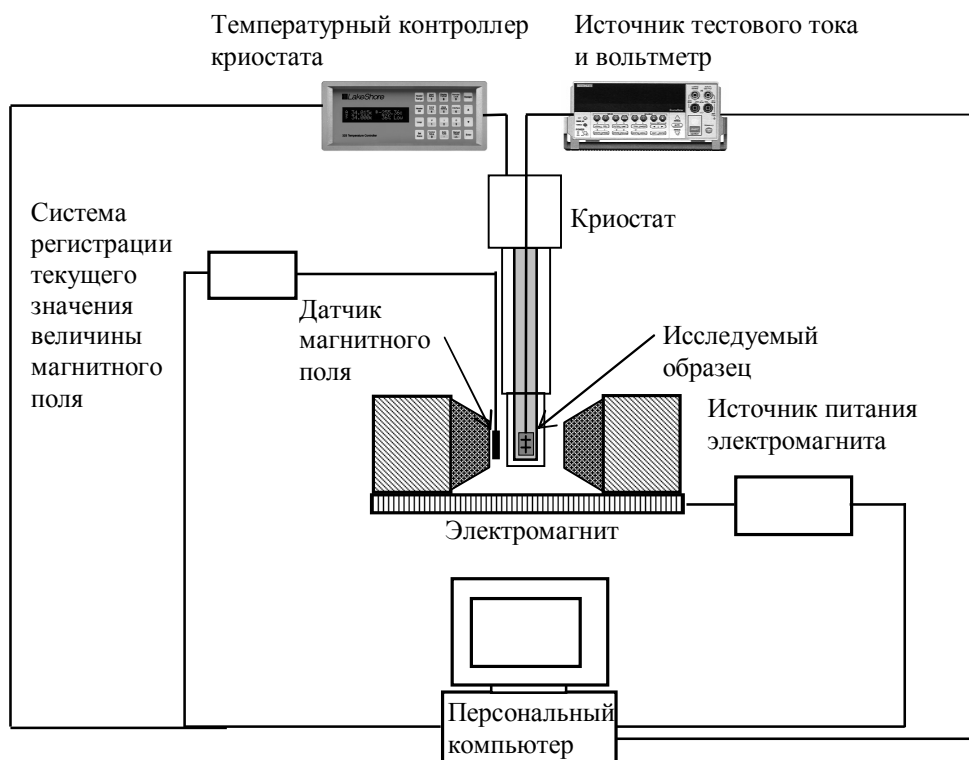 Температурный контроллер
криостата
Источник тестового тока
и вольтметр
LakeShore
Система
регистрации
текущего
значения
величины
магнитного
поля
Криостат
Датчик
магнитного
поля
Исследуемый
образец
Источник питания
электромагнита
Электромагнит
Персональный
компьютер